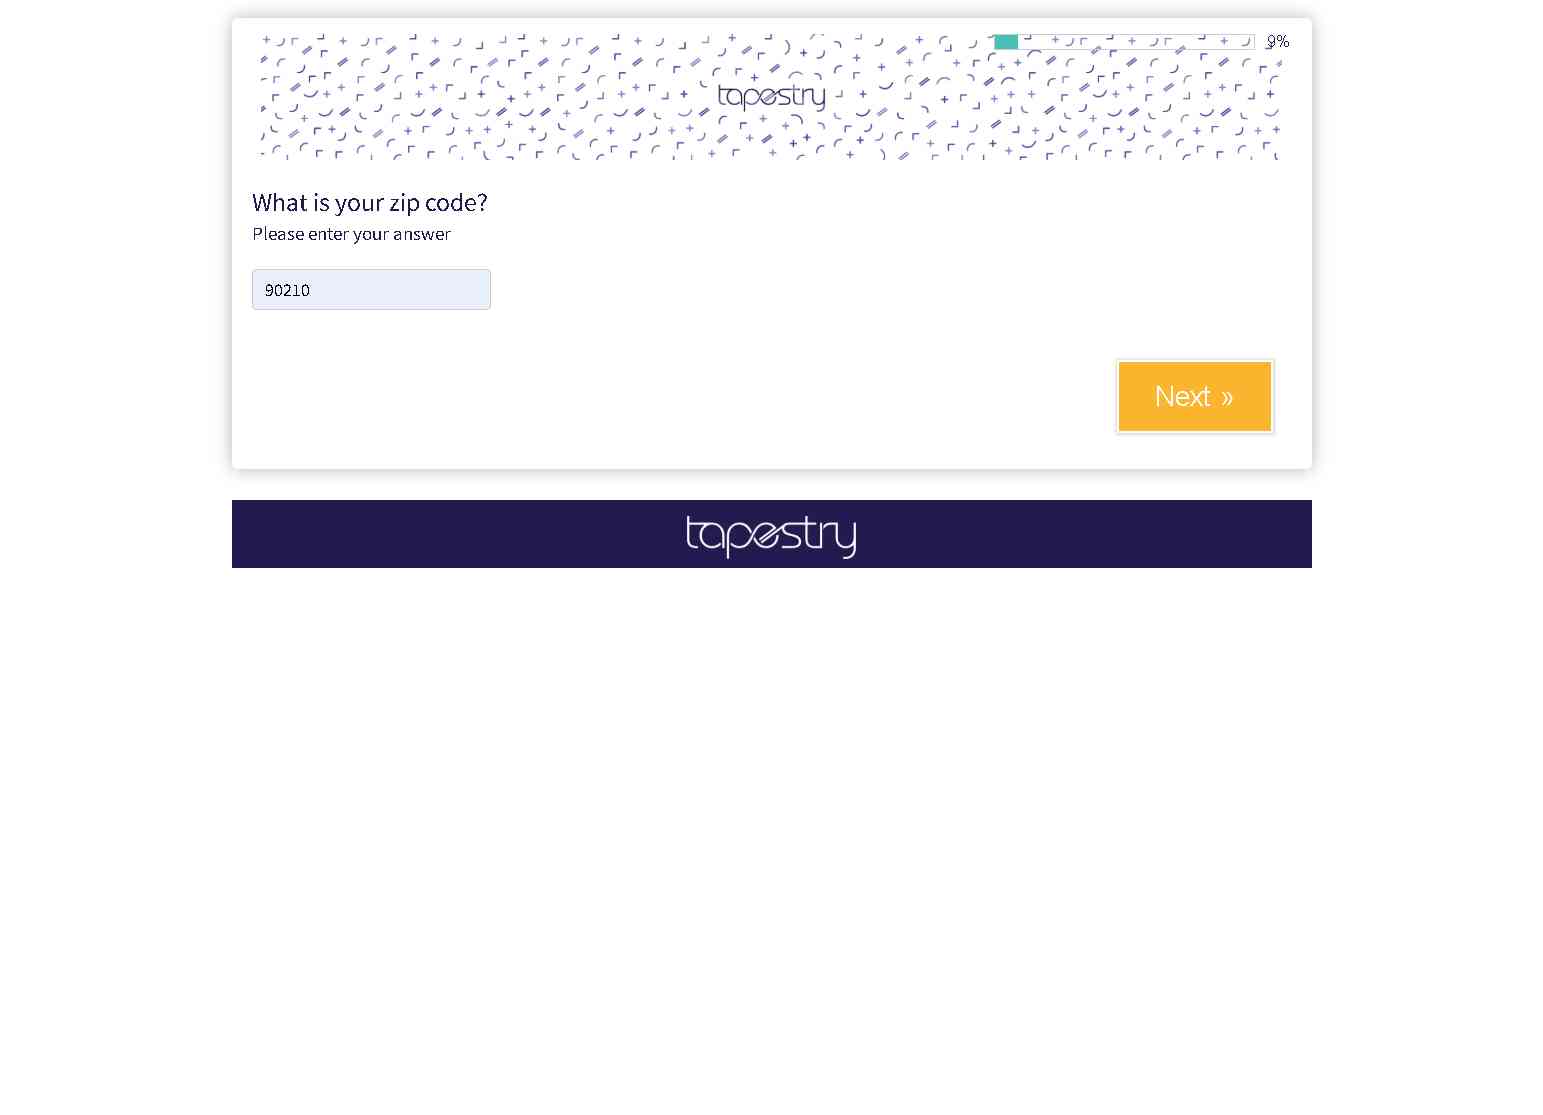 9%
tapestry
What is your zip code?
Please enter your answer
90210
Next »
tapestry